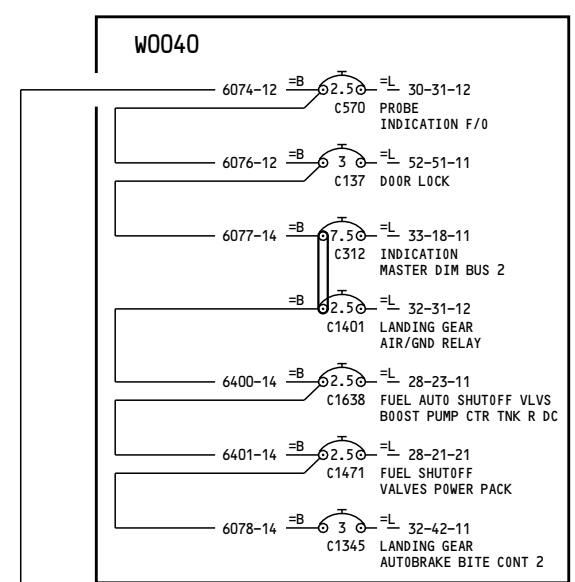 W0040
6074-12 =B 2.5 =L 30-31-12
C570 PROBE
INDICATION F/O
6076-12 =B 3 =L 52-51-11
C137 DOOR LOCK
6077-14 =B 7.5 =L 33-18-11
C312 INDICATION
MASTER DIM BUS 2
=B 2.5 =L 32-31-12
C1401 LANDING GEAR
AIR/GND RELAY
6400-14 =B 2.5 =L 28-23-11
C1638 FUEL AUTO SHUTOFF VLVS
BOOST PUMP CTR TNK R DC
6401-14 =B 2.5 =L 28-21-21
C1471 FUEL SHUTOFF
VALVES POWER PACK
6078-14 =B 3 =L 32-42-11
C1345 LANDING GEAR
AUTOBRAKE BITE CONT 2